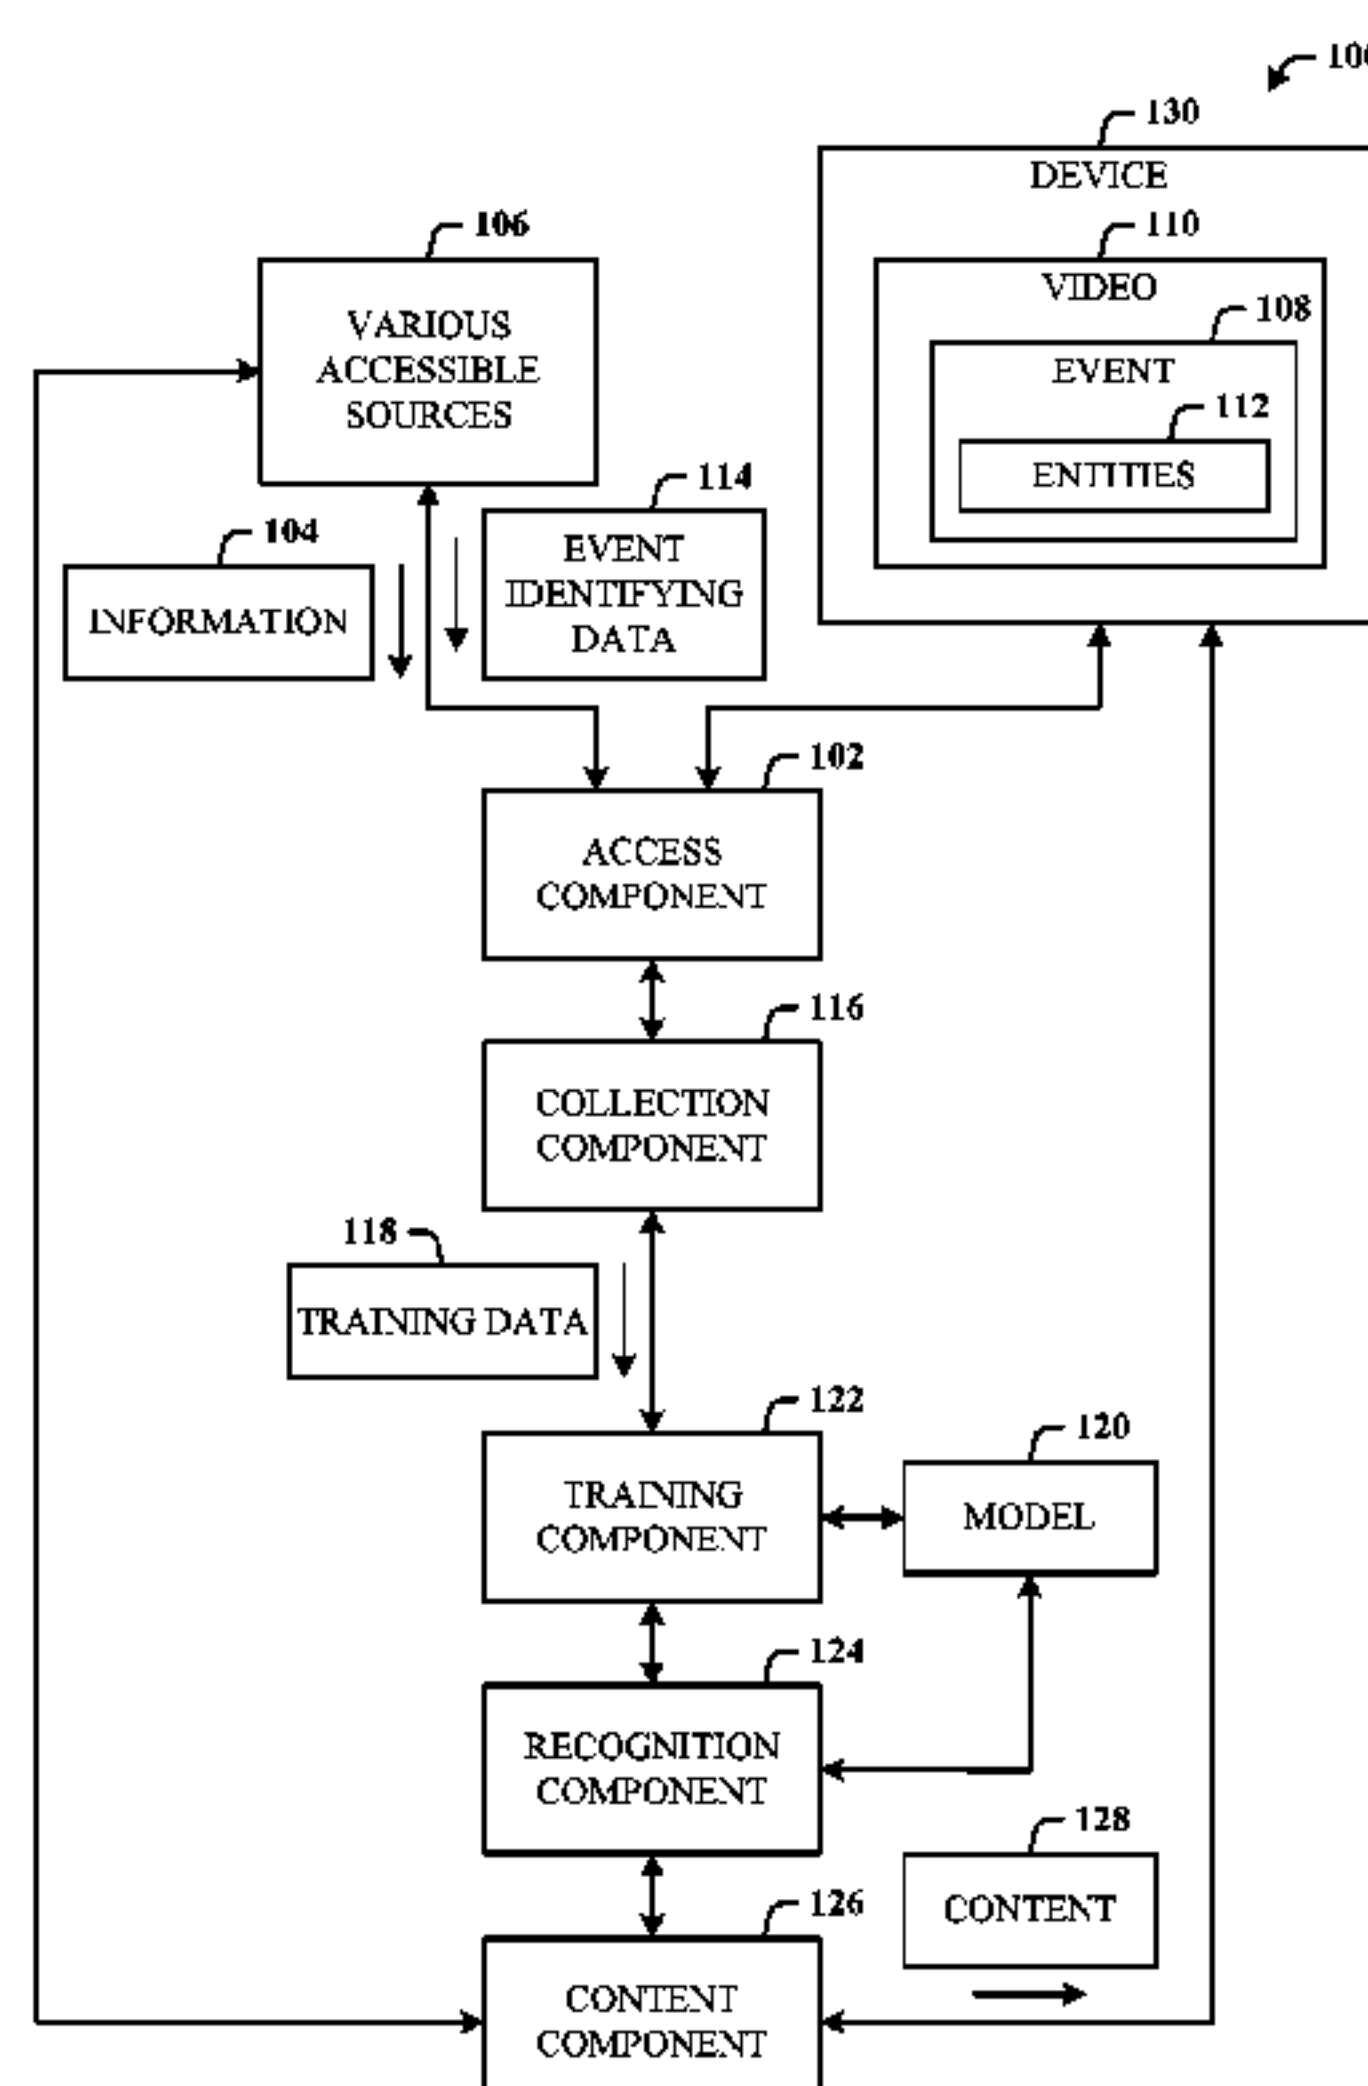 130
DEVICE
106
110
VIDEO
VARIOUS
ACCESSIBLE
SOURCES
108
EVENT
112
ENTITIES
114
EVENT
IDENTIFYING
DATA
104
INFORMATION
102
ACCESS
COMPONENT
116
COLLECTION
COMPONENT
118
TRAINING DATA
122
TRAINING
COMPONENT
120
MODEL
124
RECOGNITION
COMPONENT
128
CONTENT
126
CONTENT
COMPONENT